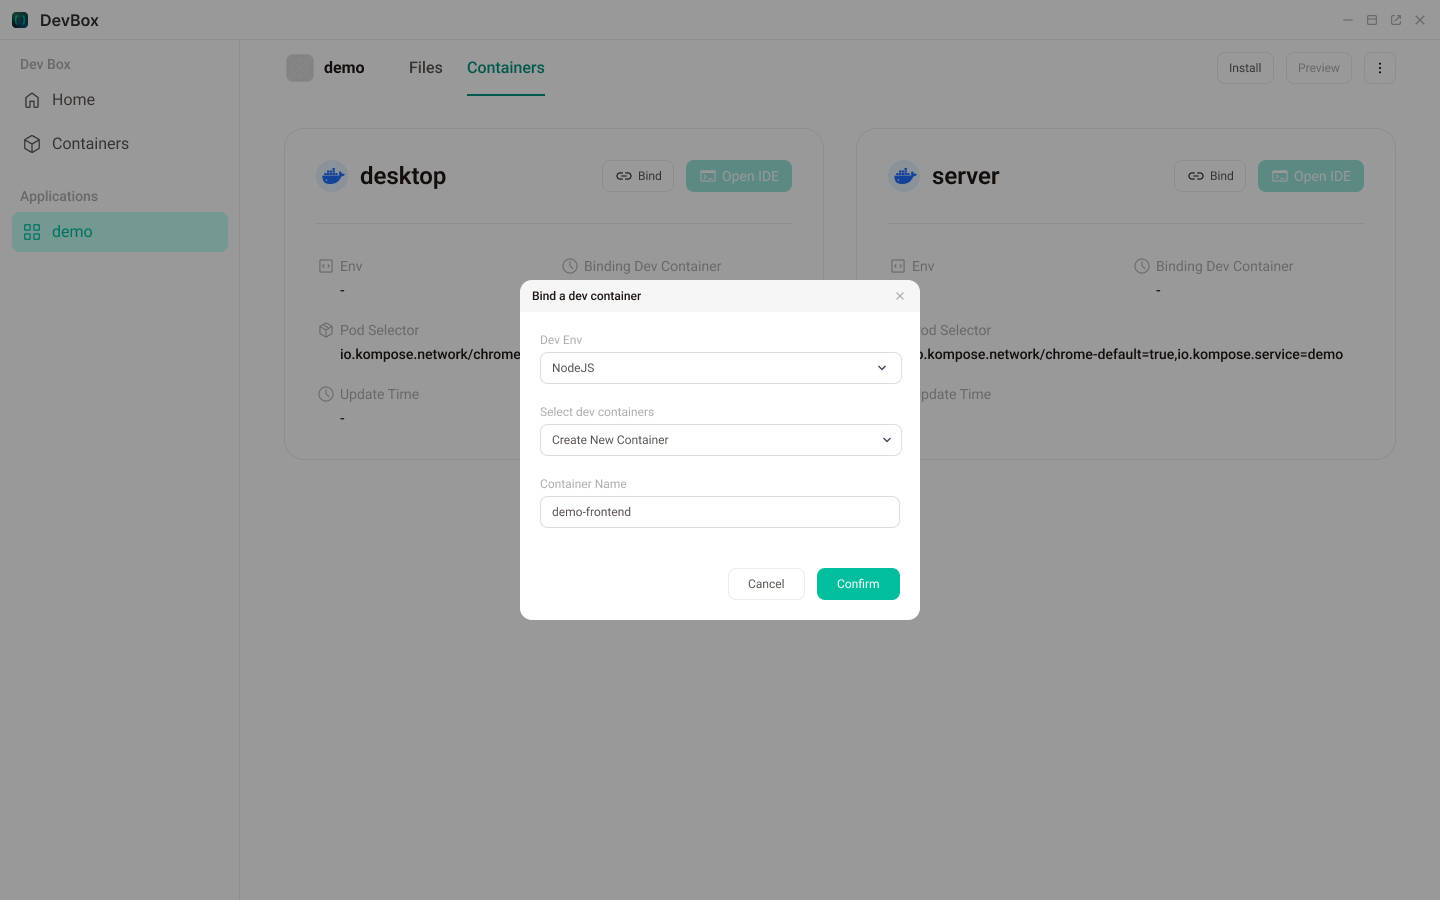 DevBox
Dev Box
Home
Containers
Applications
demo
demo
Files
Containers
Install
Preview
desktop
Bind
Open IDE
Env
-
Binding Dev Container
Pod Selector
io.kompose.network/chrome
Update Time
-
server
Bind
Open IDE
Env
Binding Dev Container
-
od Selector
o.kompose.network/chrome-default=true,io.kompose.service=demo
pdate Time
Bind a dev container
Dev Env
NodeJS
Select dev containers
Create New Container
Container Name
demo-frontend
Cancel
Confirm